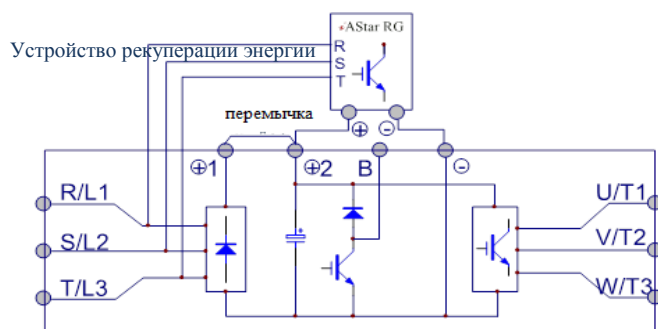 *AStar RG
Устройство рекуперации энергии
R
S
T
перемычка
⊕ ⊖
⊕1 ⊕2 B ⊖
R/L1
S/L2
T/L3
U/T1
V/T2
W/T3
+